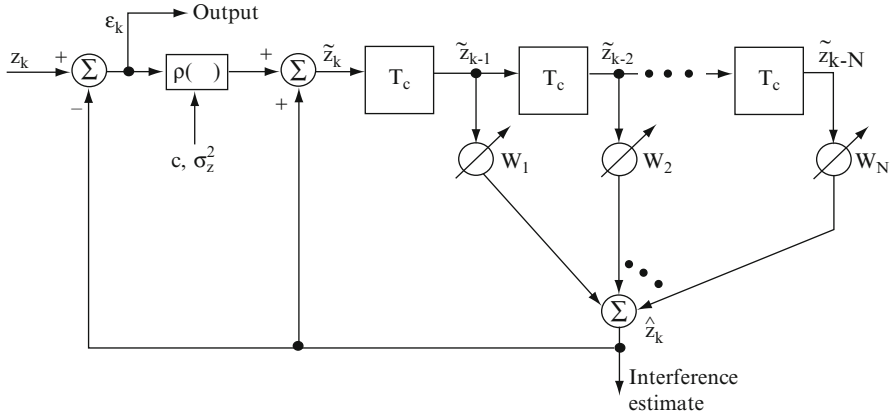 ε_k
Output
z_k
+
Σ
ρ( )
+
Σ
z̃_k
T_c
z̃_{k-1}
T_c
z̃_{k-2}
T_c
z̃_{k-N}
−
+
c, σ_z^2
W_1
W_2
W_N
Σ
ẑ_k
Interference
estimate